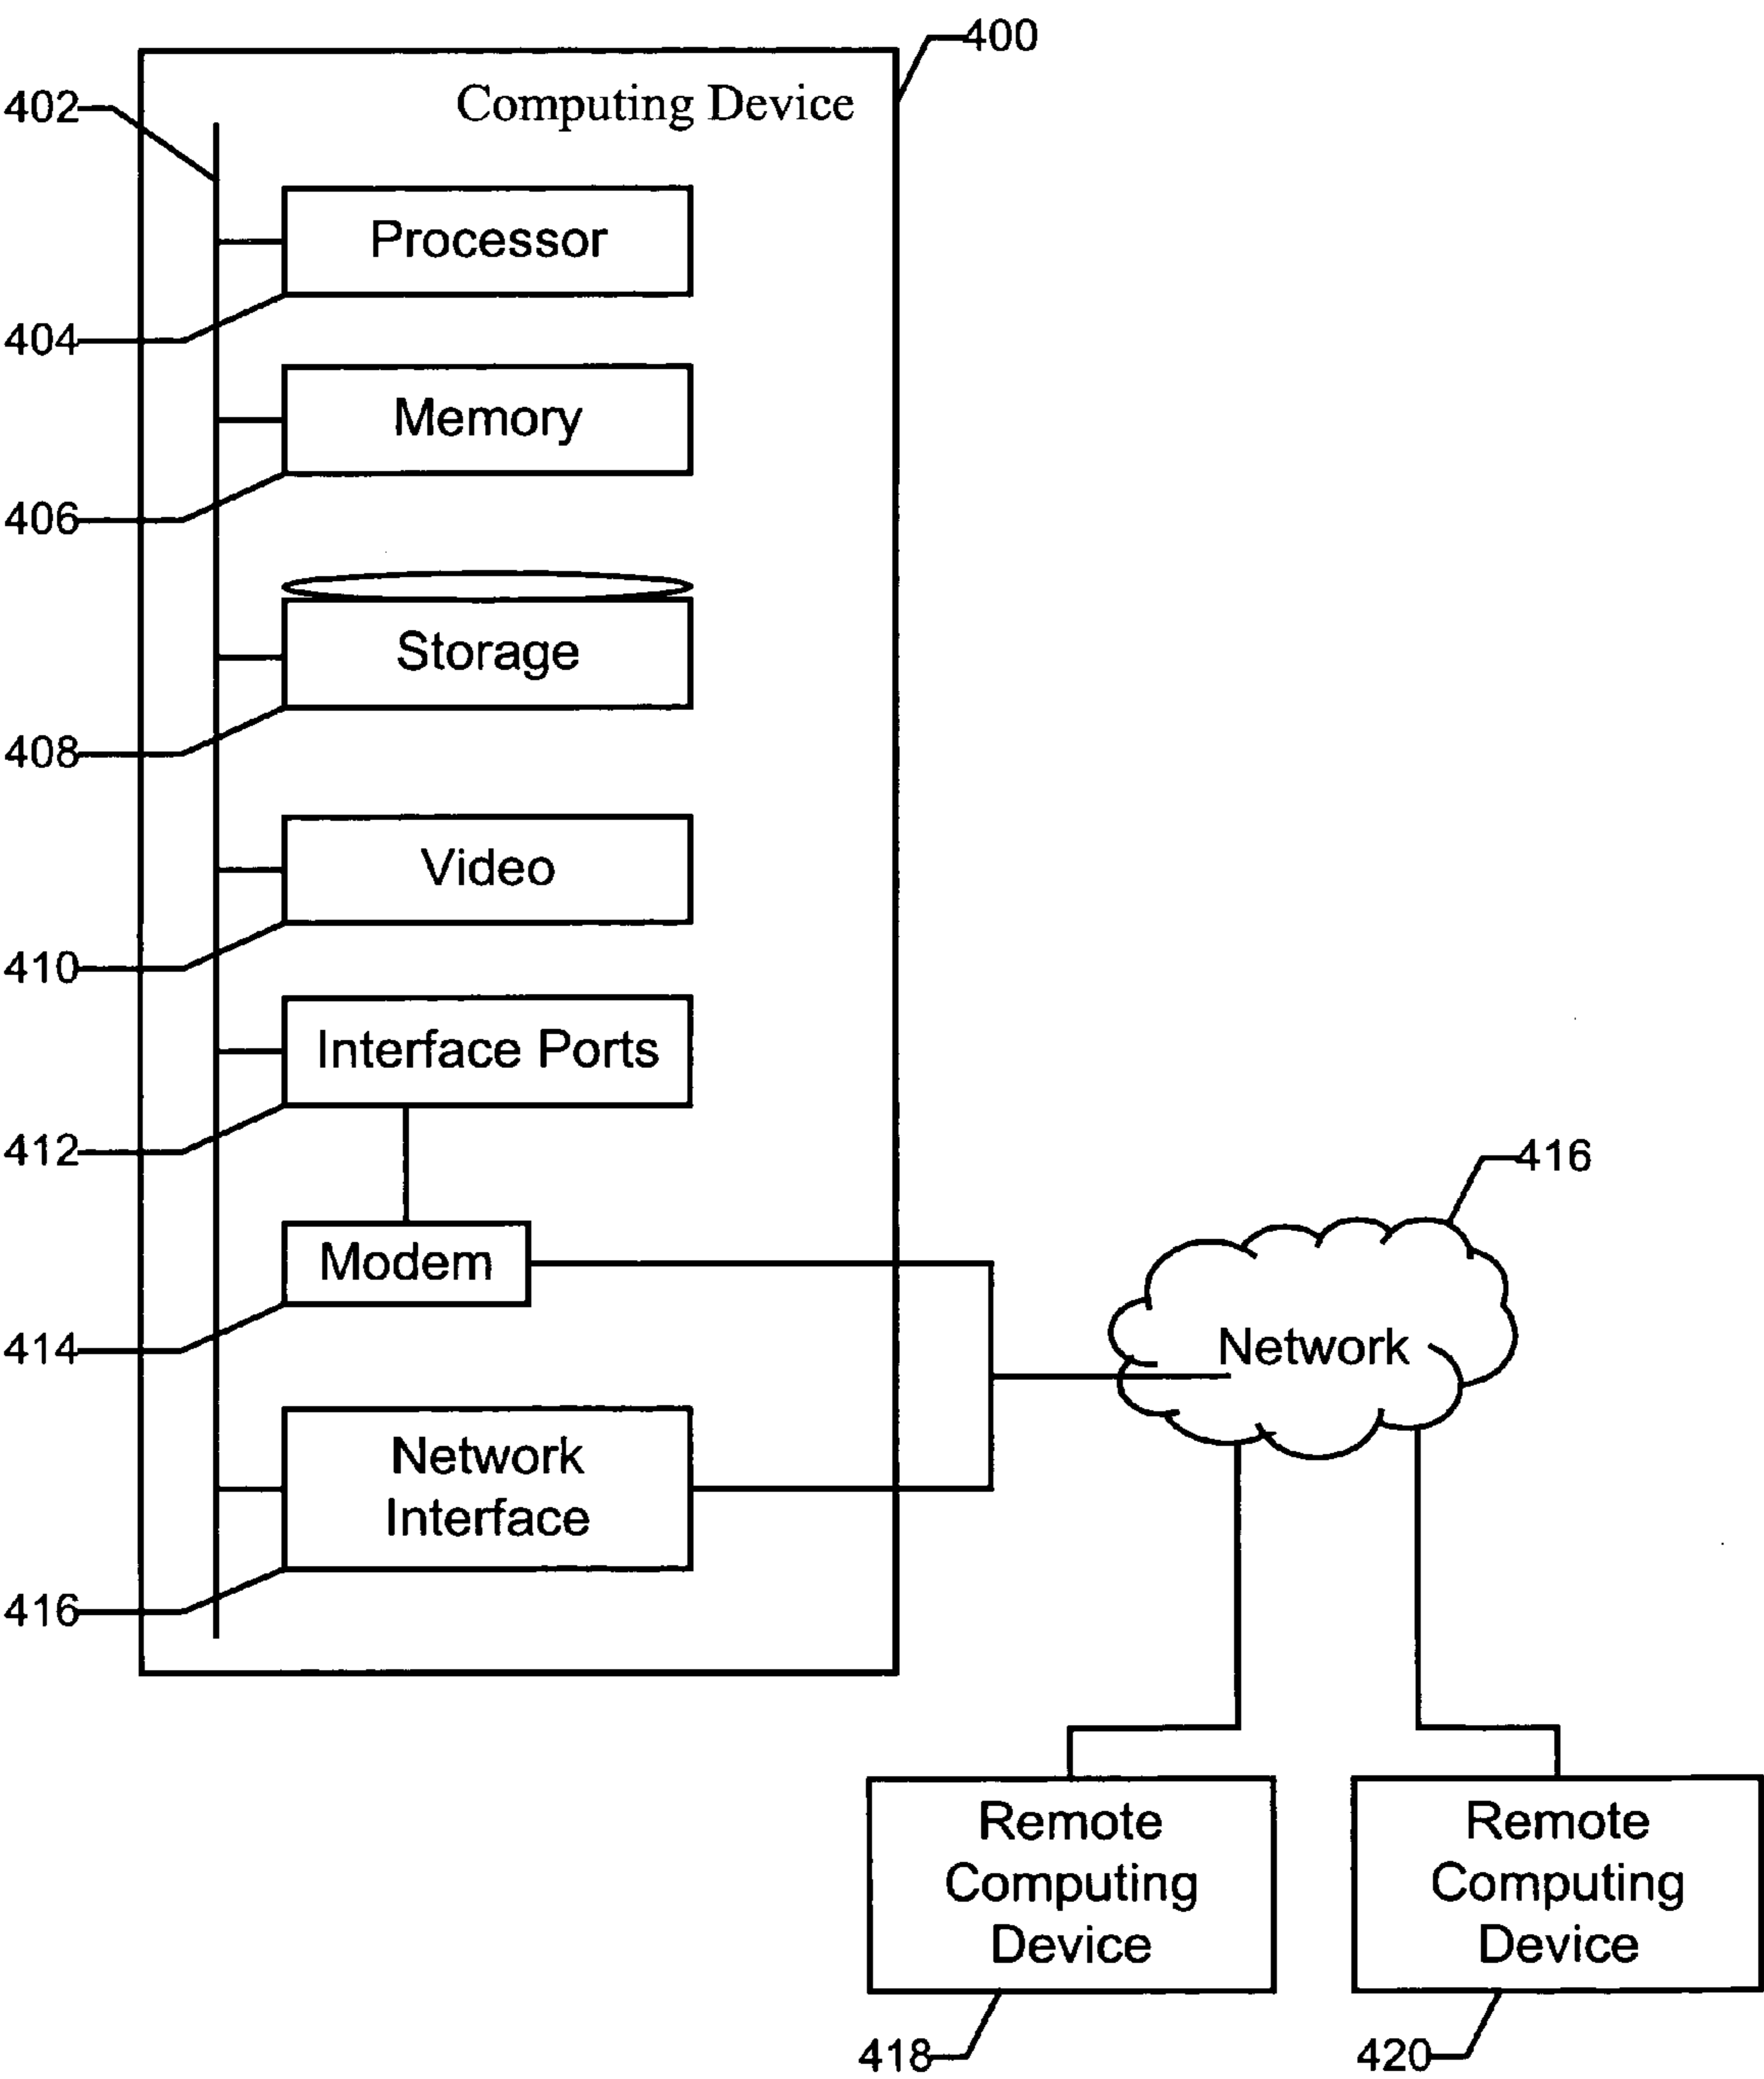 400
Computing Device
402
Processor
404
Memory
406
Storage
408
Video
410
Interface Ports
412
416
Modem
414
Network
Network
Interface
416
Remote
Computing
Device
Remote
Computing
Device
418
420